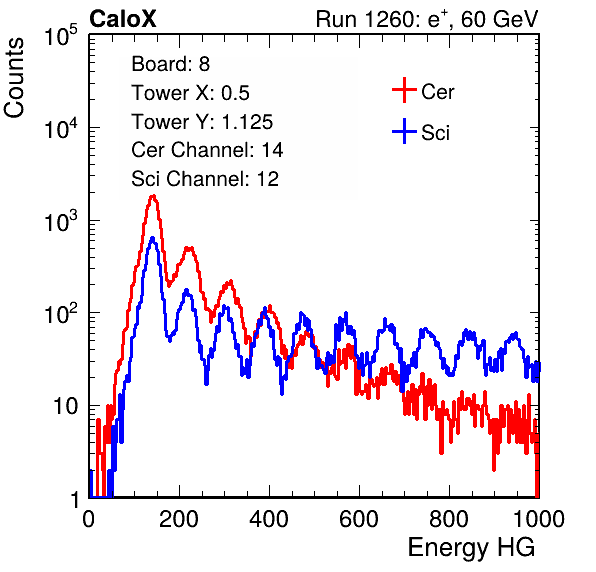 CaloX Run 1260: e⁺, 60 GeV
Counts
10⁵
10⁴
10³
10²
10
1
Board: 8
Tower X: 0.5
Tower Y: 1.125
Cer Channel: 14
Sci Channel: 12
Cer
Sci
0 200 400 600 800 1000
Energy HG